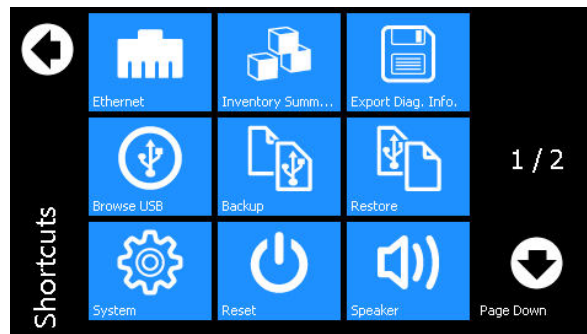 Shortcuts
Ethernet
Inventory Summ...
Export Diag. Info.
Browse USB
Backup
Restore
1 / 2
System
Reset
Speaker
Page Down